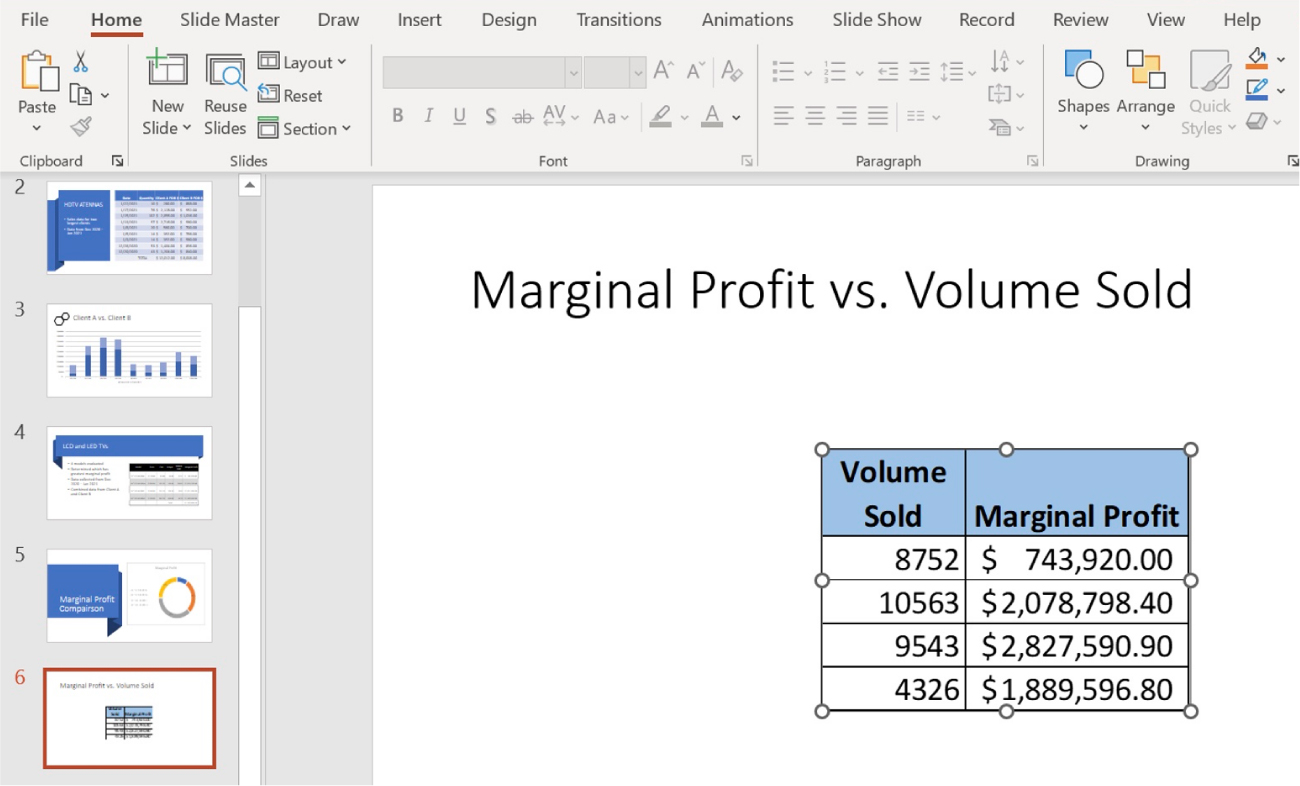 File Home Slide Master Draw Insert Design Transitions Animations Slide Show Record Review View Help
Paste
New Slide
Reuse Slides
Layout
Reset
Section
B I U S ab AV Aa A
Shapes Arrange Quick Styles
Clipboard Slides Font Paragraph Drawing
2
HDTV ATENNAS
3
Client A vs. Client B
4
LCD and LED TVs
5
Marginal Profit
Compairson
6
Marginal Profit vs. Volume Sold
Marginal Profit vs. Volume Sold
Volume
Sold Marginal Profit
8752 $ 743,920.00
10563 $2,078,798.40
9543 $2,827,590.90
4326 $1,889,596.80